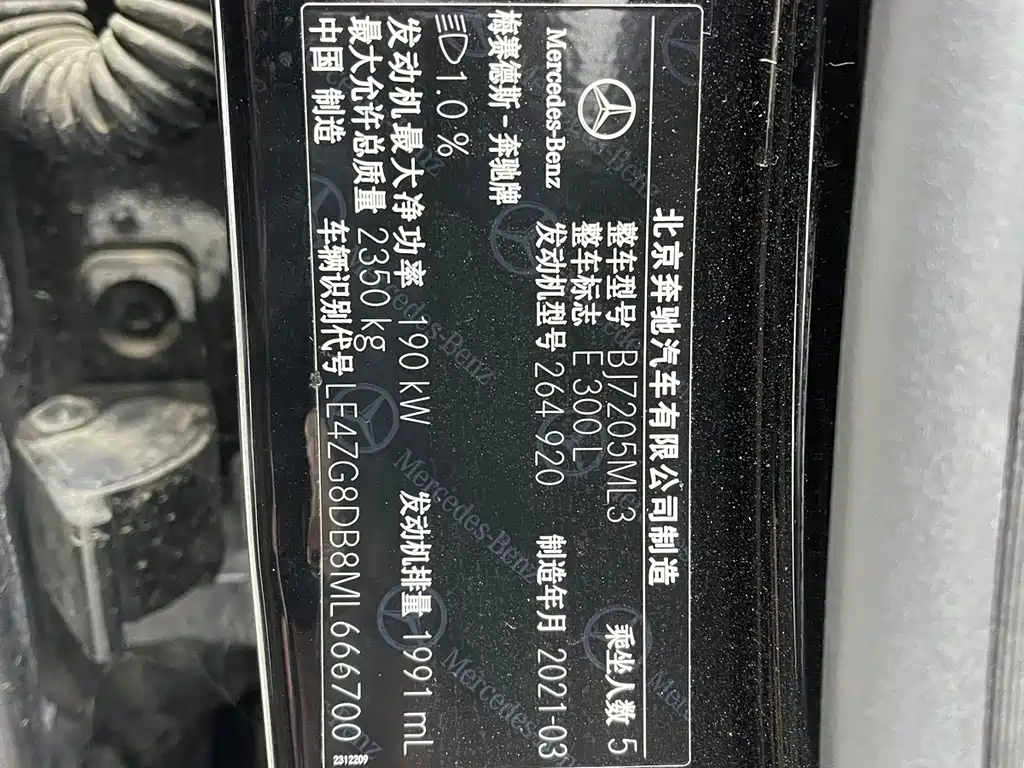 北京奔驰汽车有限公司制造
整车型号 BJ7205ML3 乘坐人数 5
Mercedes-Benz 整车标志 E 300 L
梅赛德斯-奔驰牌 发动机型号 264 920 制造年月 2021-03
1.0 %
发动机最大净功率 190 kW 发动机排量 1991 mL
最大允许总质量 2350 kg
中国 制造 车辆识别代号 LE4ZG8DB8ML666700
2312209